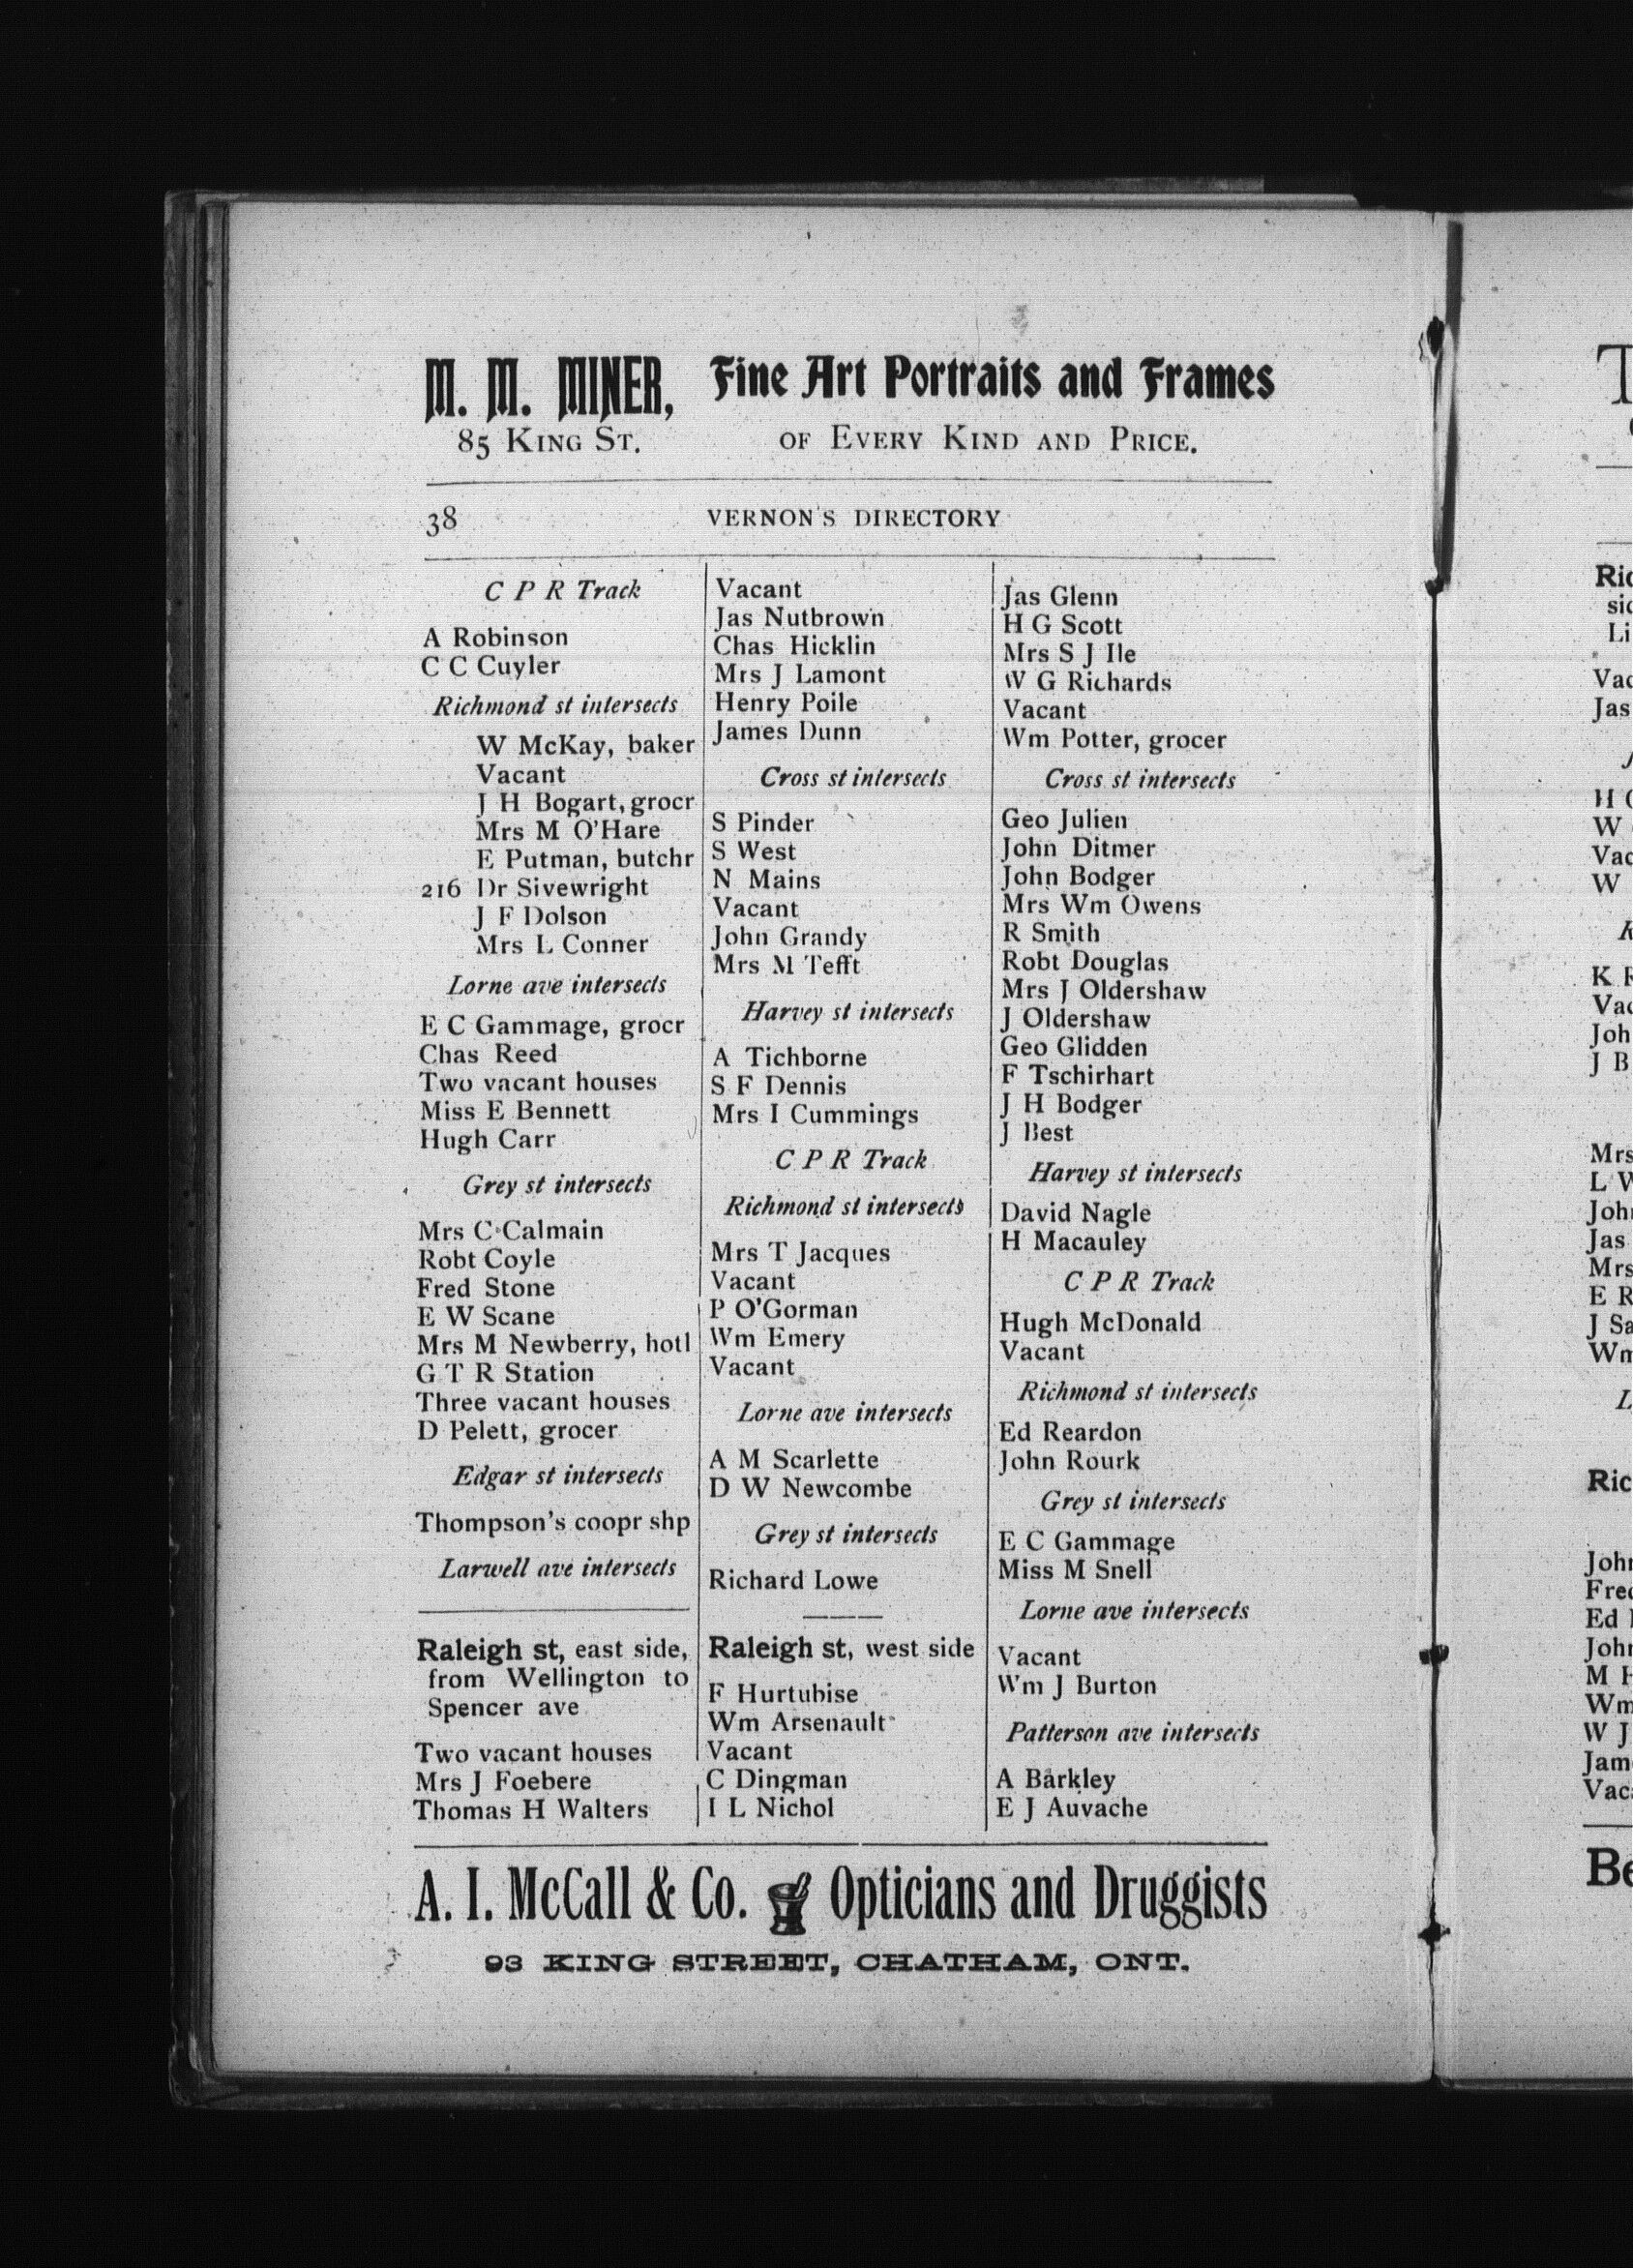 M. M. MINER,
85 KING ST.
Fine Art Portraits and Frames
OF EVERY KIND AND PRICE.
38
VERNON'S DIRECTORY
C P R Track
A Robinson
C C Cuyler
Richmond st intersects
W McKay, baker
Vacant
J H Bogart, grocr
Mrs M O'Hare
E Putman, butchr
216 Dr Sivewright
J F Dolson
Mrs L Conner
Lorne ave intersects
E C Gammage, grocr
Chas Reed
Two vacant houses
Miss E Bennett
Hugh Carr
Grey st intersects
Mrs C Calmain
Robt Coyle
Fred Stone
E W Scane
Mrs M Newberry, hotl
G T R Station
Three vacant houses
D Pelett, grocer
Edgar st intersects
Thompson's coopr shp
Larwell ave intersects
Raleigh st, east side,
from Wellington to
Spencer ave
Two vacant houses
Mrs J Foebere
Thomas H Walters
Vacant
Jas Nutbrown
Chas Hicklin
Mrs J Lamont
Henry Poile
James Dunn
Cross st intersects
S Pinder
S West
N Mains
Vacant
John Grandy
Mrs M Tefft
Harvey st intersects
A Tichborne
S F Dennis
Mrs I Cummings
C P R Track
Richmond st intersects
Mrs T Jacques
Vacant
P O'Gorman
Wm Emery
Vacant
Lorne ave intersects
A M Scarlette
D W Newcombe
Grey st intersects
Richard Lowe
Raleigh st, west side
F Hurtubise
Wm Arsenault
Vacant
C Dingman
I L Nichol
Jas Glenn
H G Scott
Mrs S J Ile
W G Richards
Vacant
Wm Potter, grocer
Cross st intersects
Geo Julien
John Ditmer
John Bodger
Mrs Wm Owens
R Smith
Robt Douglas
Mrs J Oldershaw
J Oldershaw
Geo Glidden
F Tschirhart
J H Bodger
J Best
Harvey st intersects
David Nagle
H Macauley
C P R Track
Hugh McDonald
Vacant
Richmond st intersects
Ed Reardon
John Rourk
Grey st intersects
E C Gammage
Miss M Snell
Lorne ave intersects
Vacant
Wm J Burton
Patterson ave intersects
A Barkley
E J Auvache
A. I. McCall & Co. Opticians and Druggists
93 KING STREET, CHATHAM, ONT.